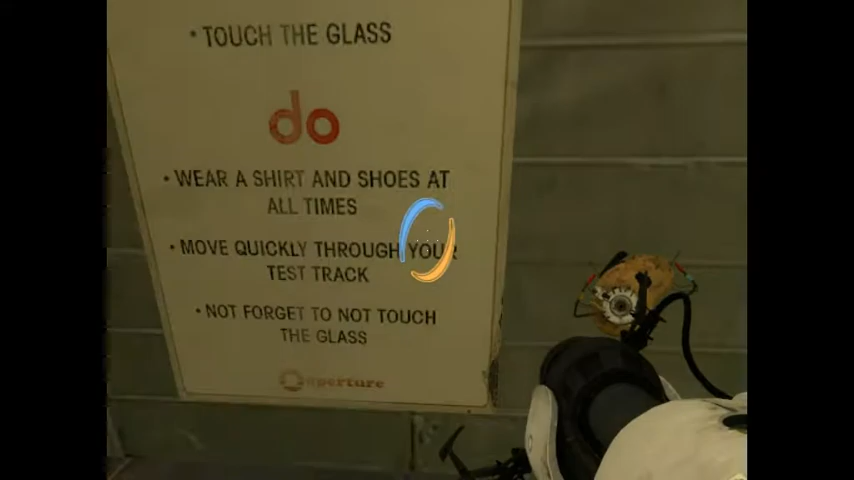 • TOUCH THE GLASS
do
• WEAR A SHIRT AND SHOES AT
ALL TIMES
• MOVE QUICKLY THROUGH YOUR
TEST TRACK
• NOT FORGET TO NOT TOUCH
THE GLASS
aperture